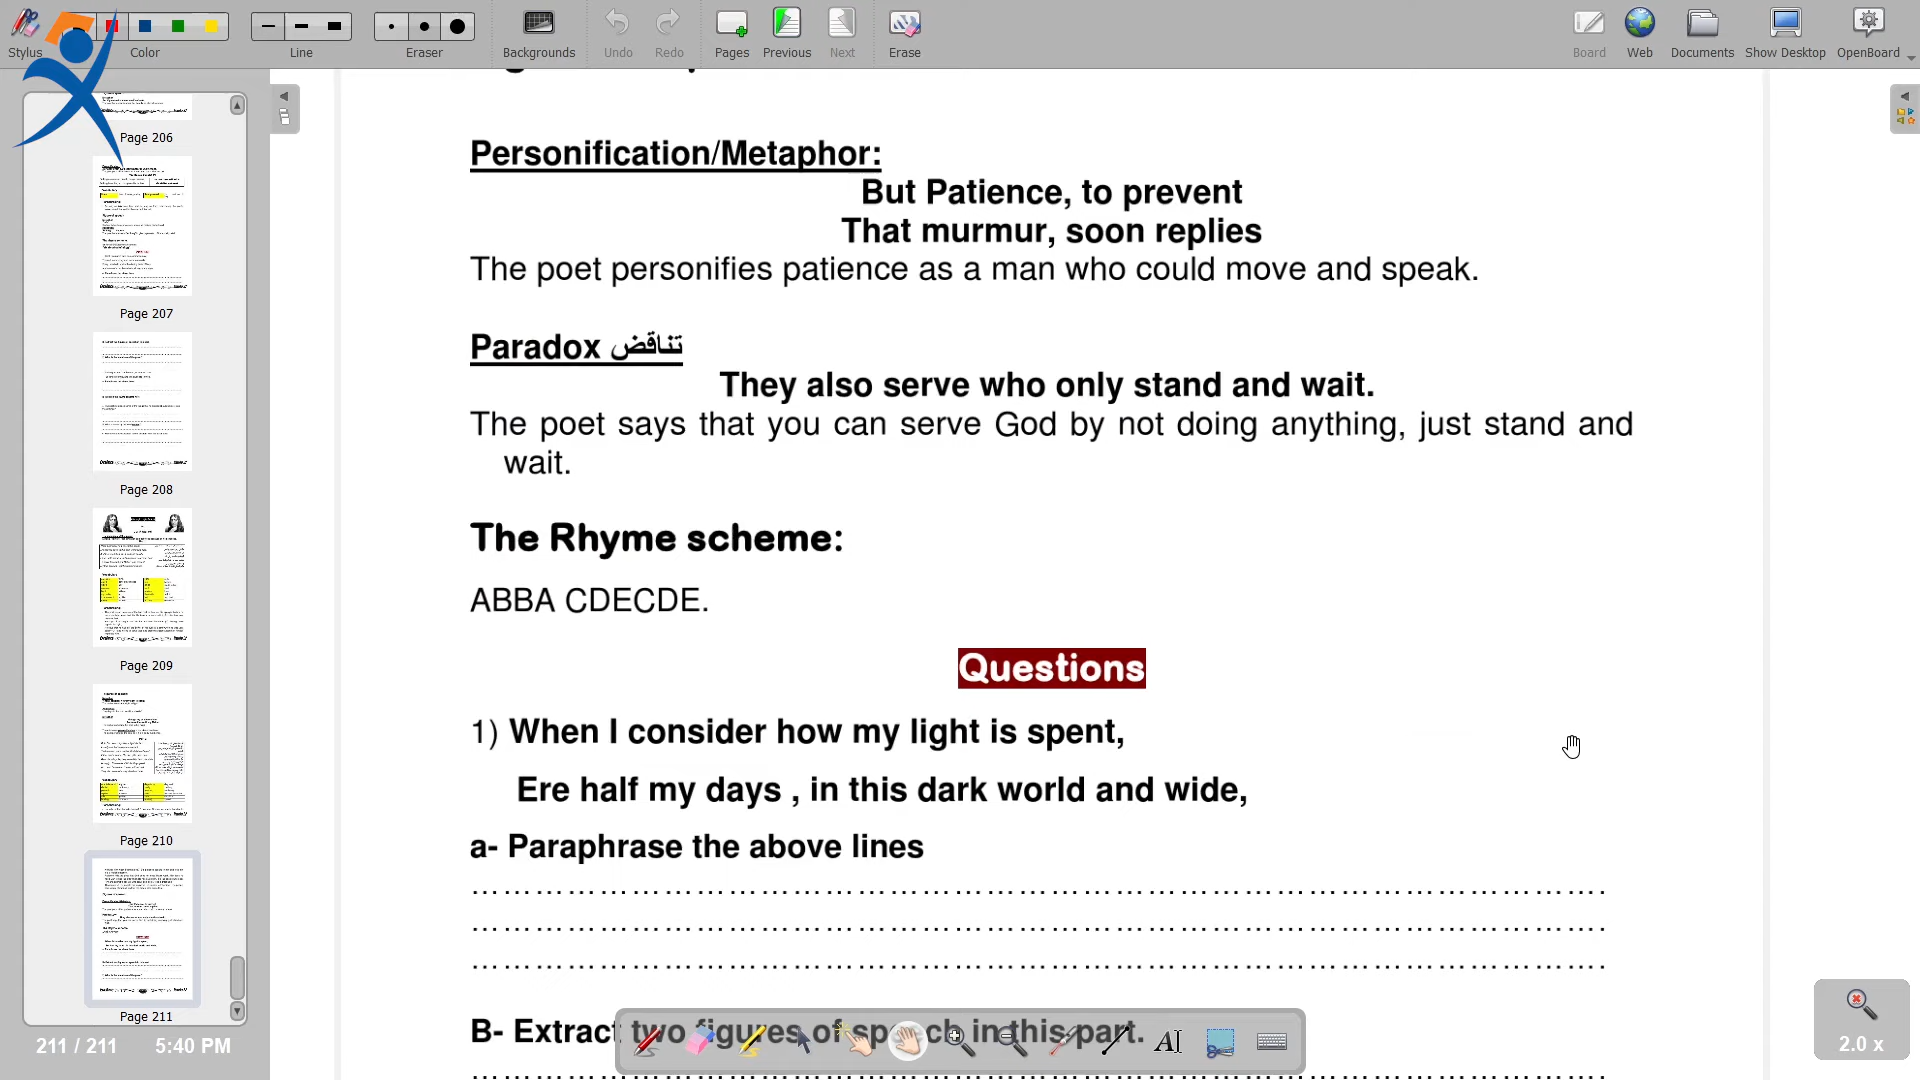 Stylus
Color
Line
Eraser
Backgrounds
Undo
Redo
Pages
Previous
Next
Erase
Board
Web
Documents
Show Desktop
OpenBoard
Page 206
Page 207
Page 208
Page 209
Page 210
Page 211
211 / 211
5:40 PM
Personification/Metaphor:
But Patience, to prevent
That murmur, soon replies
The poet personifies patience as a man who could move and speak.
Paradox تناقض
They also serve who only stand and wait.
The poet says that you can serve God by not doing anything, just stand and
wait.
The Rhyme scheme:
ABBA CDECDE.
Questions
1) When I consider how my light is spent,
Ere half my days , in this dark world and wide,
a- Paraphrase the above lines
B- Extract two figures of speech in this part.
2.0 x